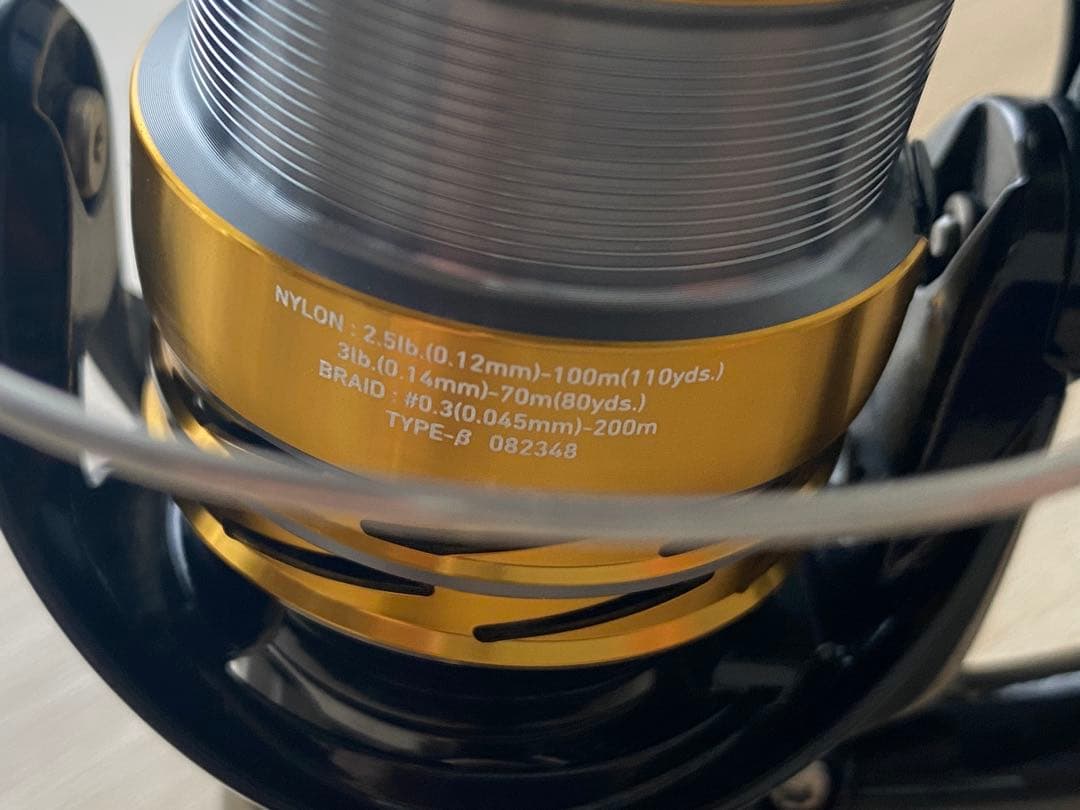 NYLON : 2.5lb.(0.12mm)-100m(110yds.)
3lb.(0.14mm)-70m(80yds.)
BRAID : #0.3(0.045mm)-200m
TYPE-β 082348